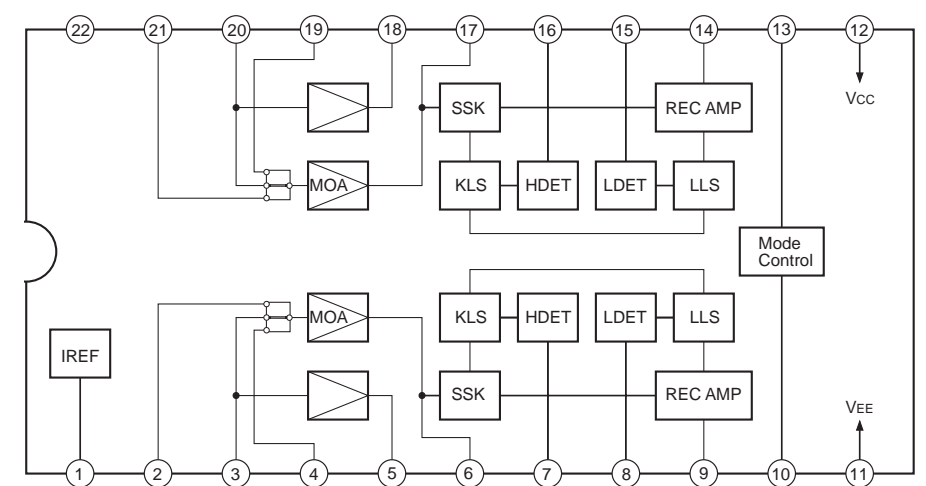 22 21 20 19 18 17 16 15 14 13 12
VCC
SSK REC AMP
MOA KLS HDET LDET LLS
Mode
Control
MOA KLS HDET LDET LLS
IREF
SSK REC AMP
VEE
1 2 3 4 5 6 7 8 9 10 11